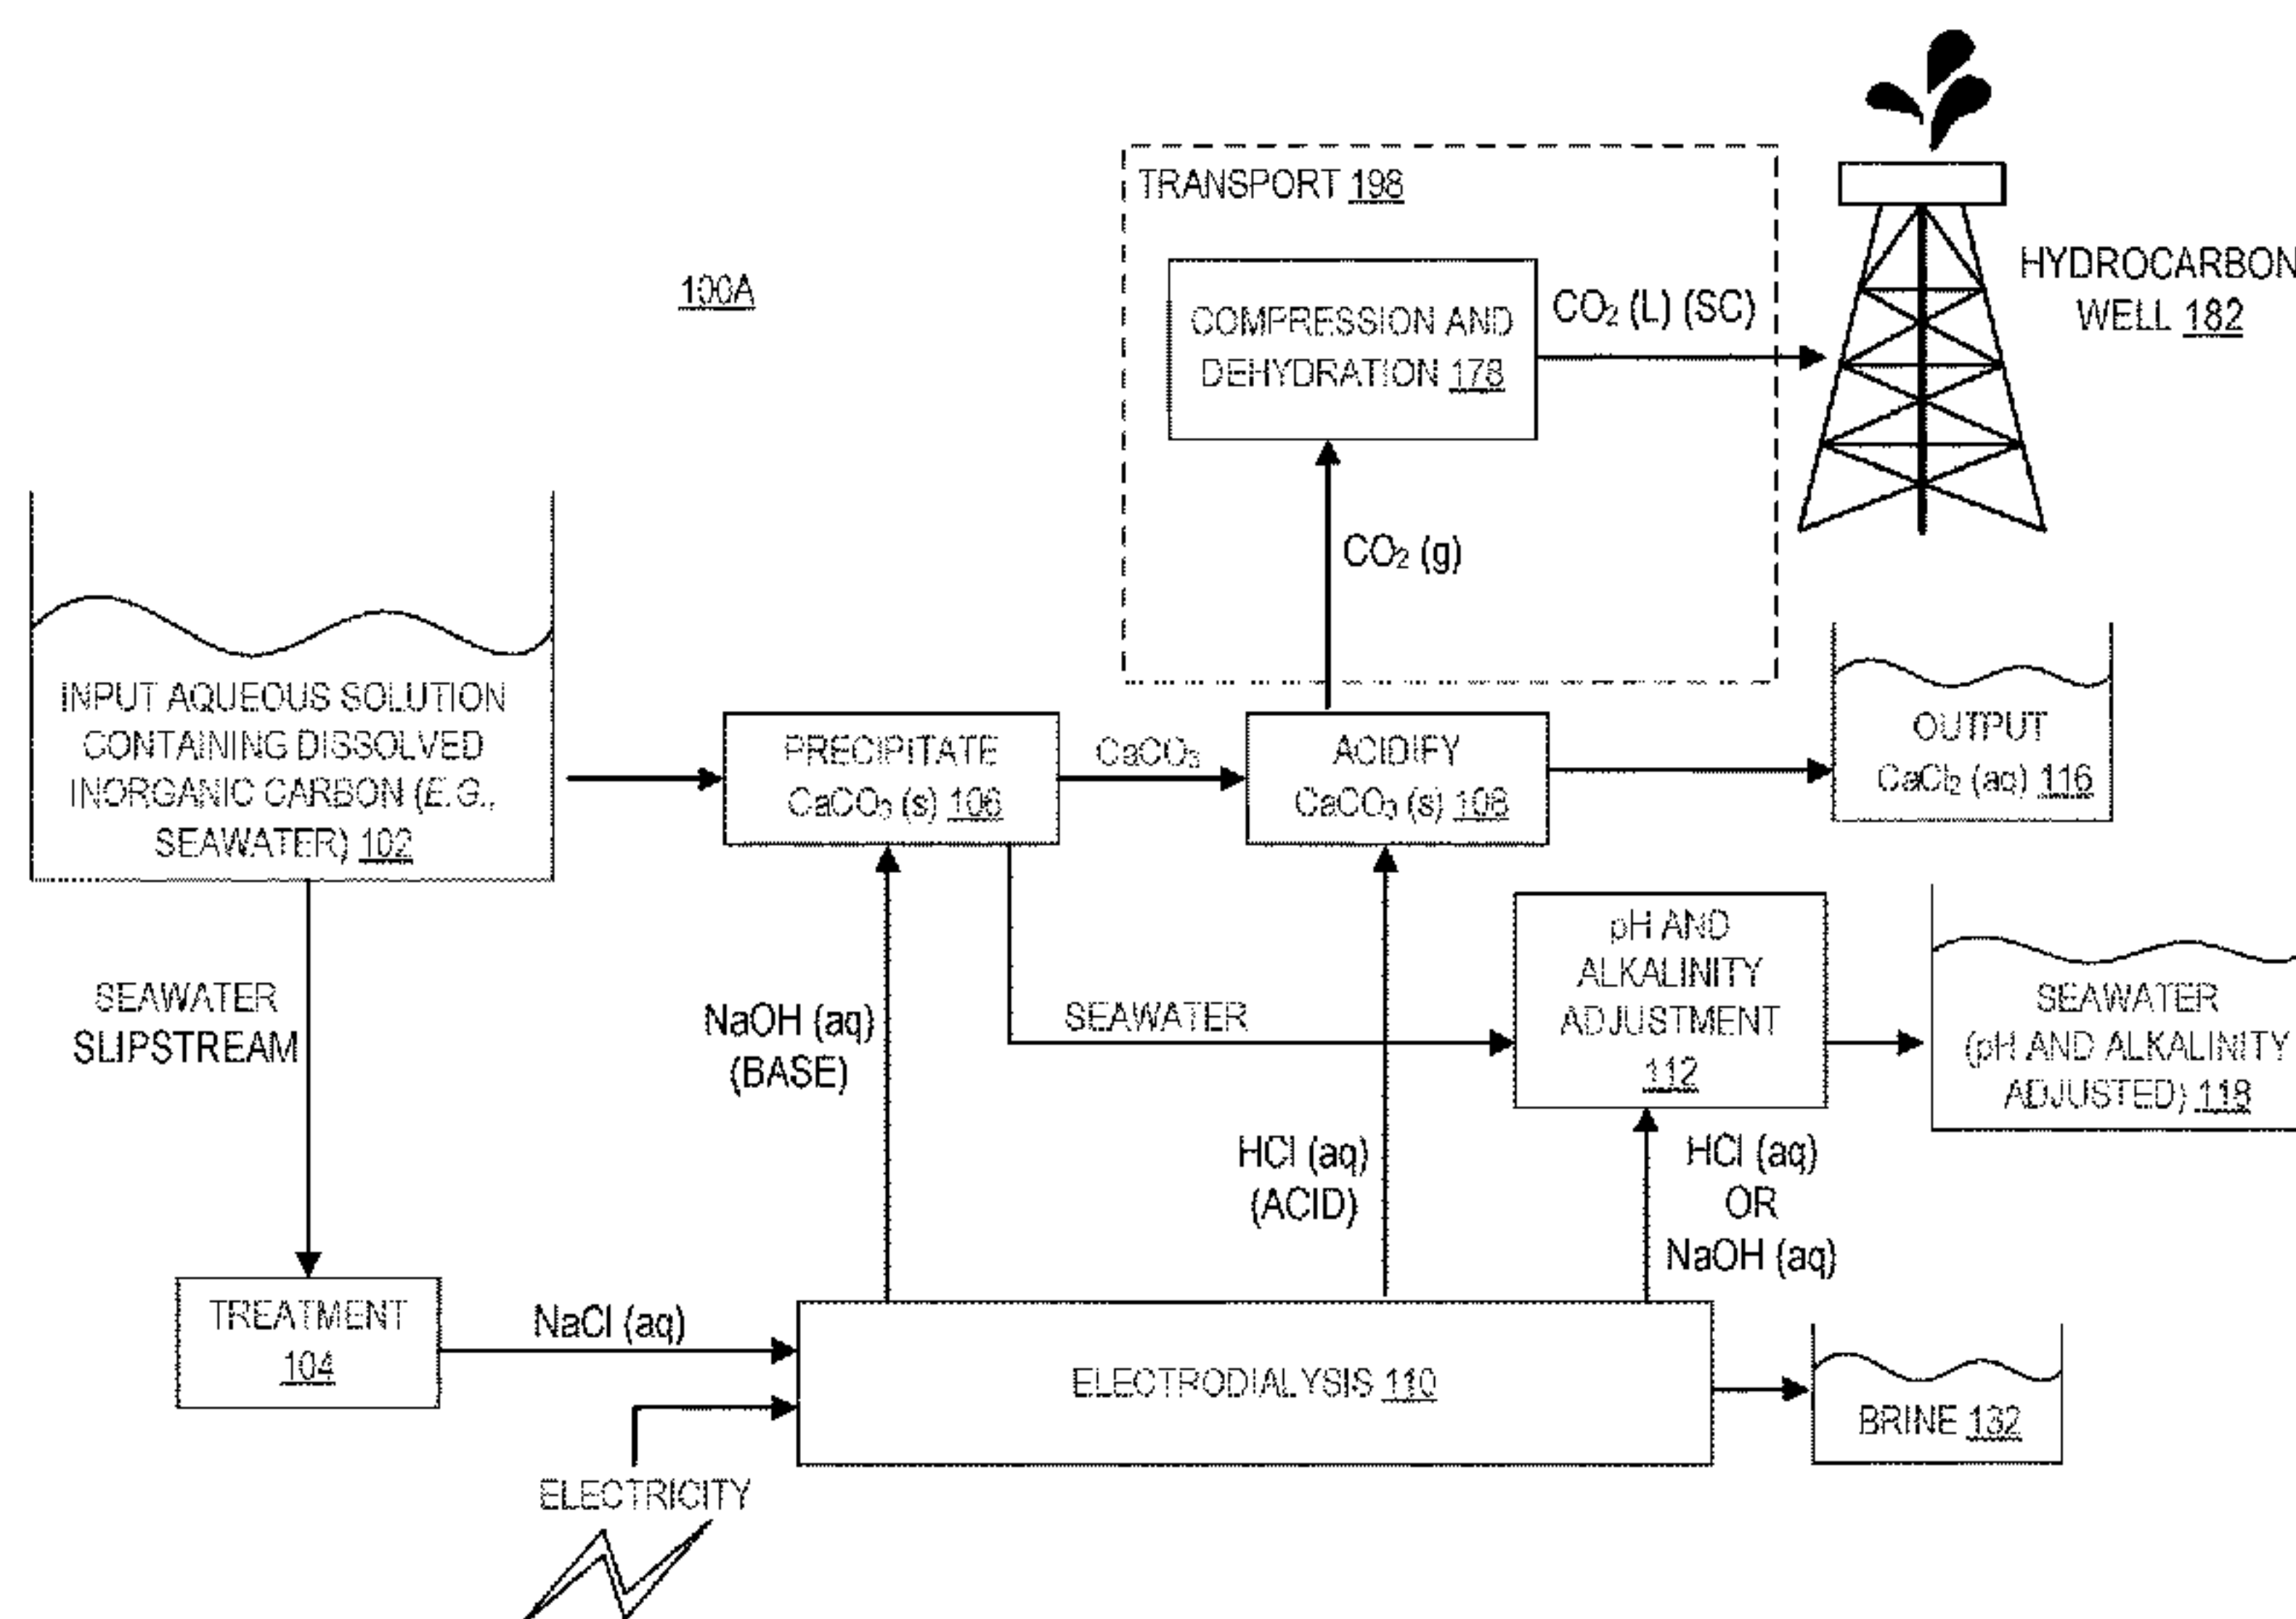 100A
TRANSPORT 198
COMPRESSION AND
DEHYDRATION 178
CO₂ (L) (SC)
HYDROCARBON
WELL 182
CO₂ (g)
INPUT AQUEOUS SOLUTION
CONTAINING DISSOLVED
INORGANIC CARBON (E.G.,
SEAWATER) 102
PRECIPITATE
CaCO₃ (s) 106
CaCO₃
ACIDIFY
CaCO₃ (s) 108
OUTPUT
CaCl₂ (aq) 116
SEAWATER
SLIPSTREAM
NaOH (aq)
(BASE)
SEAWATER
pH AND
ALKALINITY
ADJUSTMENT
112
SEAWATER
(pH AND ALKALINITY
ADJUSTED) 118
HCl (aq)
(ACID)
HCl (aq)
OR
NaOH (aq)
TREATMENT
104
NaCl (aq)
ELECTRODIALYSIS 110
BRINE 132
ELECTRICITY